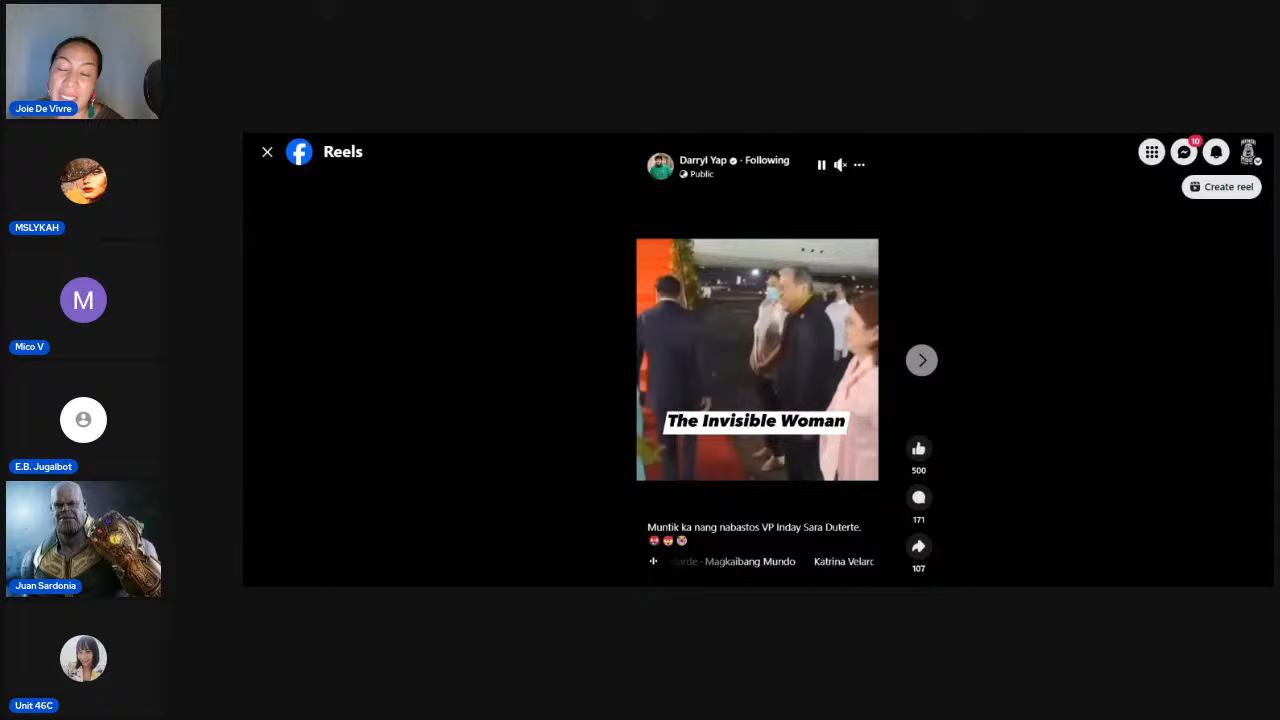 Joie De Vivre
MSLYKAH
M
Mico V
E.B. Jugalbot
Juan Sardonia
Unit 46C
Reels
Darryl Yap · Following
Public
10
Create reel
The Invisible Woman
500
171
107
Muntik ka nang nabastos VP Inday Sara Duterte.
Magkaibang Mundo Katrina